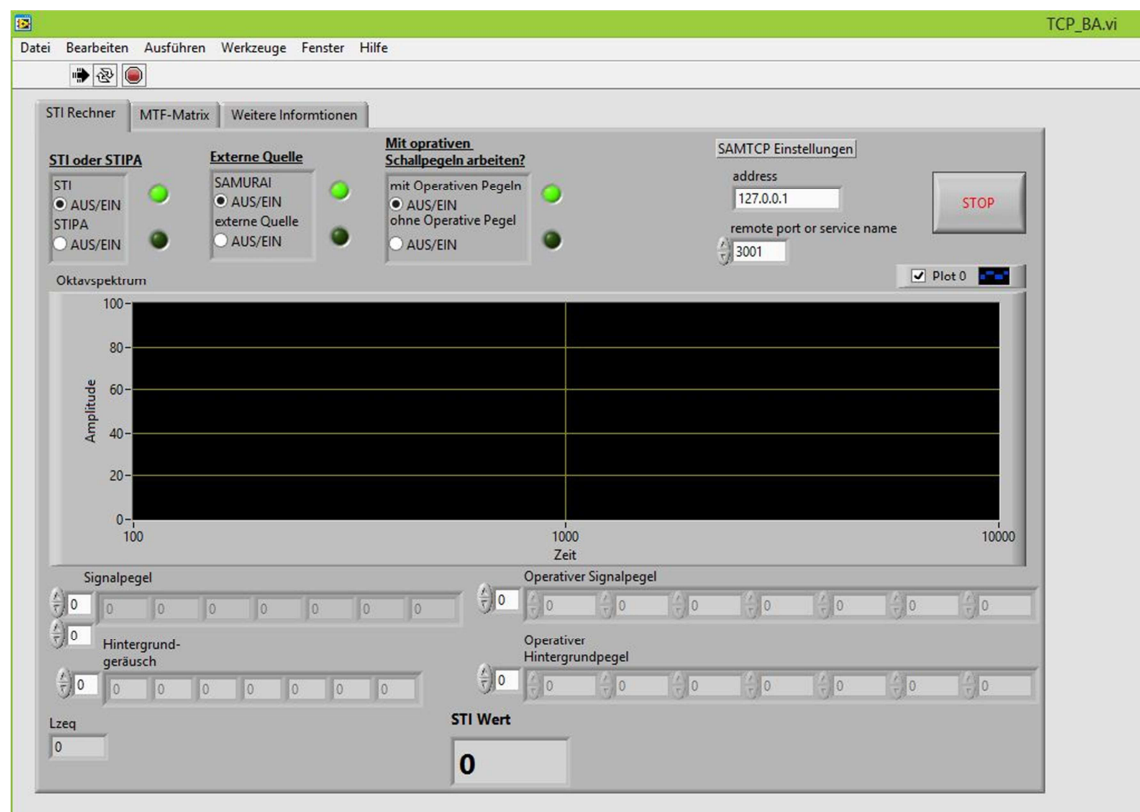 TCP_BA.vi
Datei Bearbeiten Ausführen Werkzeuge Fenster Hilfe
STI Rechner MTF-Matrix Weitere Informtionen
STI oder STIPA
STI
AUS/EIN
STIPA
AUS/EIN
Externe Quelle
SAMURAI
AUS/EIN
externe Quelle
AUS/EIN
Mit oprativen
Schallpegeln arbeiten?
mit Operativen Pegeln
AUS/EIN
ohne Operative Pegel
AUS/EIN
SAMTCP Einstellungen
address
127.0.0.1
remote port or service name
3001
STOP
Oktavspektrum
Plot 0
Amplitude
100
80
60
40
20
0
100 1000 10000
Zeit
Signalpegel
0 0 0 0 0 0 0 0
0
Operativer Signalpegel
0 0 0 0 0 0 0 0
Hintergrund-
geräusch
0 0 0 0 0 0 0 0
Operativer
Hintergrundpegel
0 0 0 0 0 0 0 0
Lzeq
0
STI Wert
0